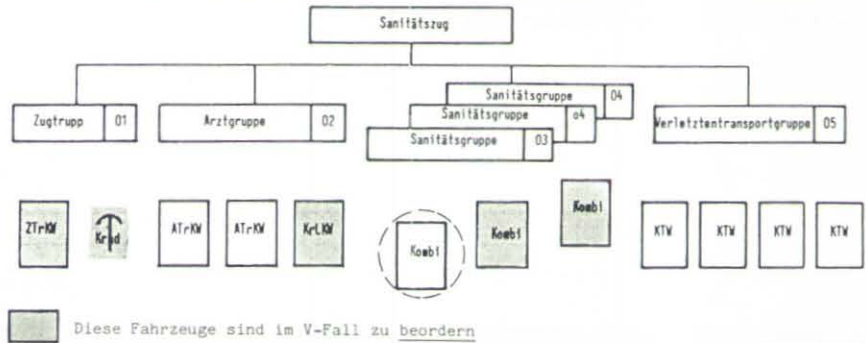 Sanitätszug
Sanitätsgruppe 04
Sanitätsgruppe o4
Zugtrupp 01
Arztgruppe 02
Sanitätsgruppe 03
Verletztentransportgruppe 05
ZTrKW
Krad
ATrKW
ATrKW
KrLKW
Kombi
Kombi
Kombi
KTW
KTW
KTW
KTW
Diese Fahrzeuge sind im V-Fall zu beordern